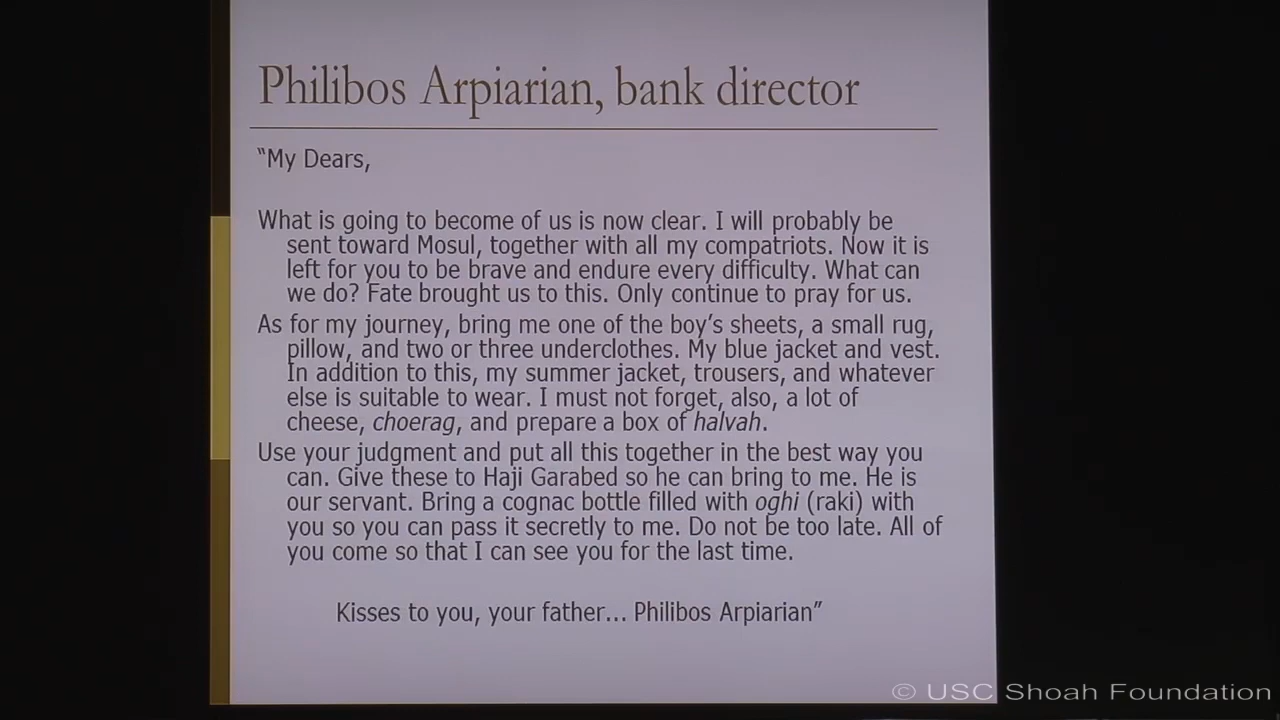 Philibos Arpiarian, bank director
“My Dears,
What is going to become of us is now clear. I will probably be
sent toward Mosul, together with all my compatriots. Now it is
left for you to be brave and endure every difficulty. What can
we do? Fate brought us to this. Only continue to pray for us.
As for my journey, bring me one of the boy’s sheets, a small rug,
pillow, and two or three underclothes. My blue jacket and vest.
In addition to this, my summer jacket, trousers, and whatever
else is suitable to wear. I must not forget, also, a lot of
cheese, choerag, and prepare a box of halvah.
Use your judgment and put all this together in the best way you
can. Give these to Haji Garabed so he can bring to me. He is
our servant. Bring a cognac bottle filled with oghi (raki) with
you so you can pass it secretly to me. Do not be too late. All of
you come so that I can see you for the last time.
Kisses to you, your father... Philibos Arpiarian”
© USC Shoah Foundation